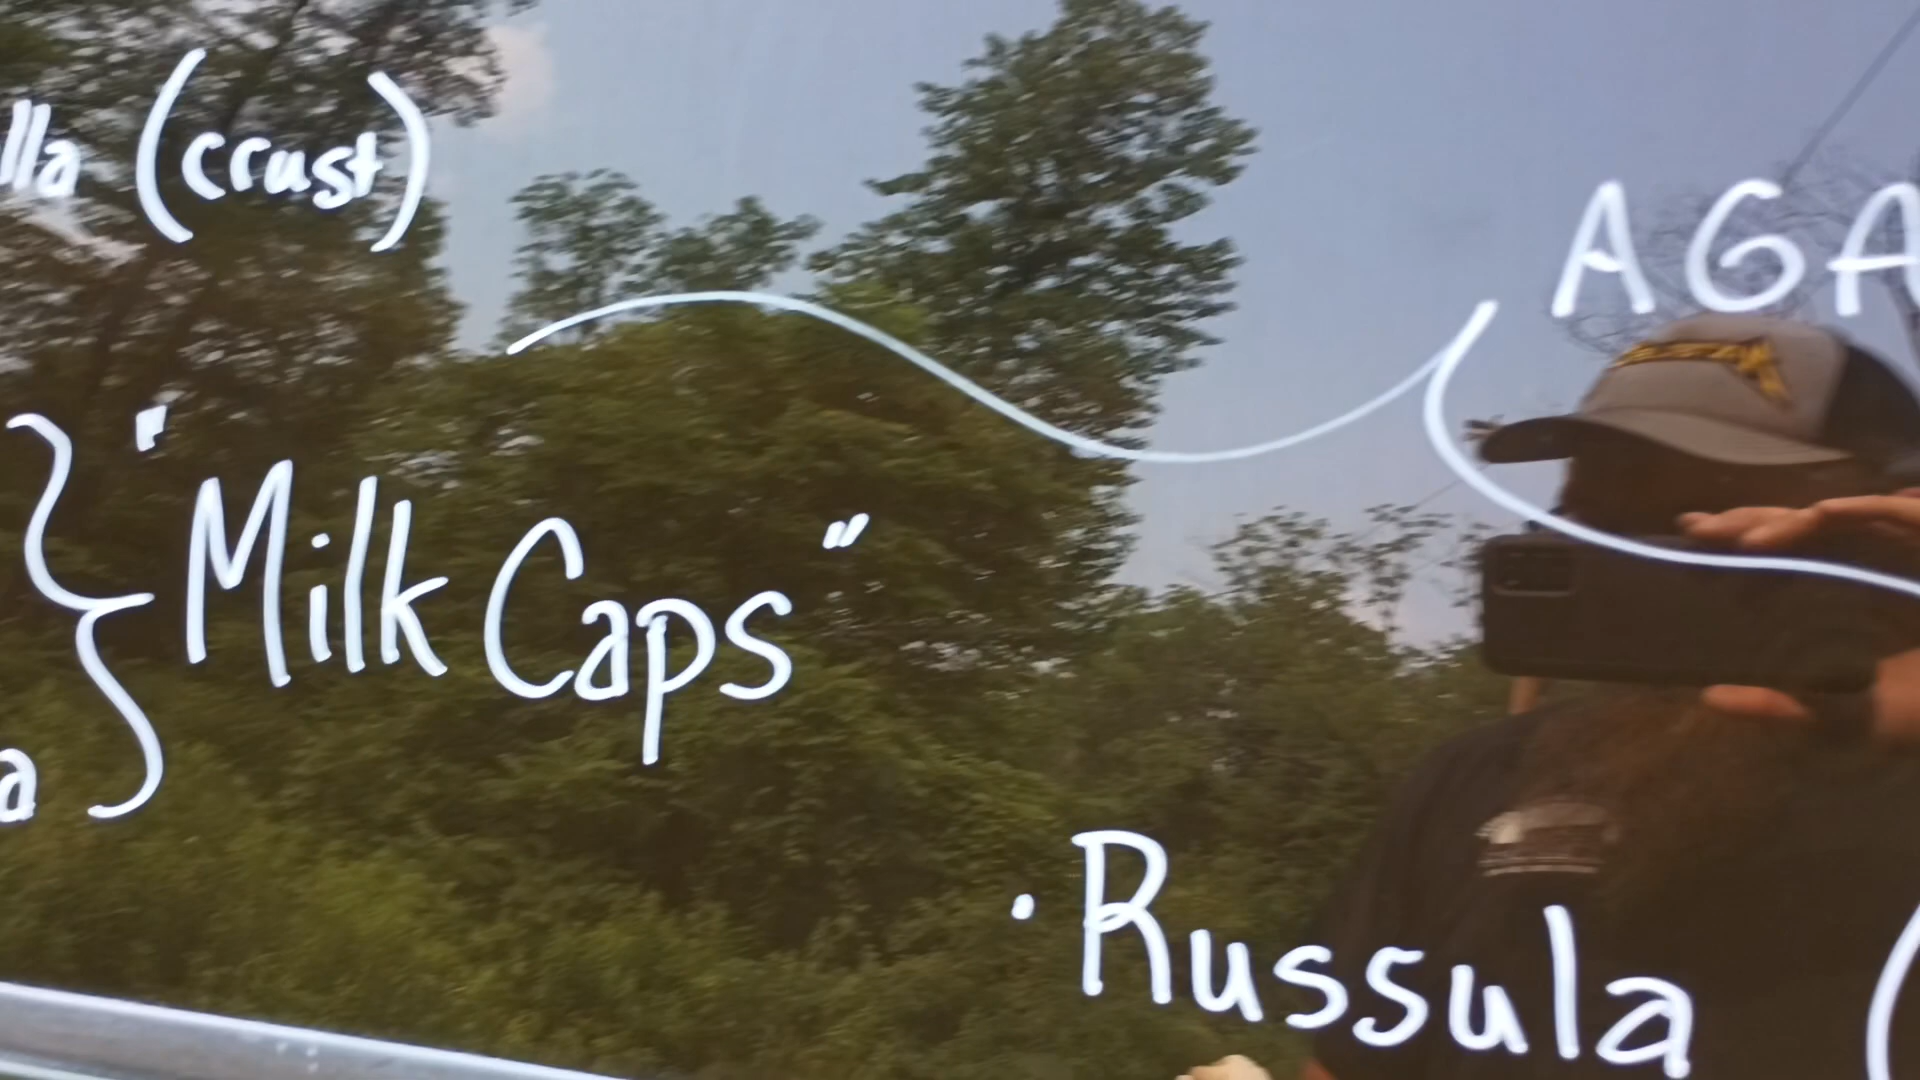 lla (crust)
AGA
"Milk Caps"
a
· Russula (